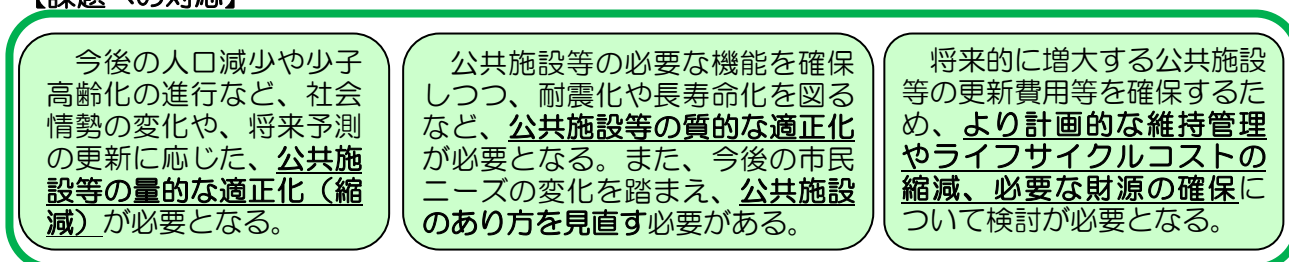 【課題への対応】
今後の人口減少や少子
高齢化の進行など、社会
情勢の変化や、将来予測
の更新に応じた、公共施
設等の量的な適正化（縮
減）が必要となる。
公共施設等の必要な機能を確保
しつつ、耐震化や長寿命化を図る
など、公共施設等の質的な適正化
が必要となる。また、今後の市民
ニーズの変化を踏まえ、公共施設
のあり方を見直す必要がある。
将来的に増大する公共施設
等の更新費用等を確保するた
め、より計画的な維持管理
やライフサイクルコストの
縮減、必要な財源の確保に
ついて検討が必要となる。